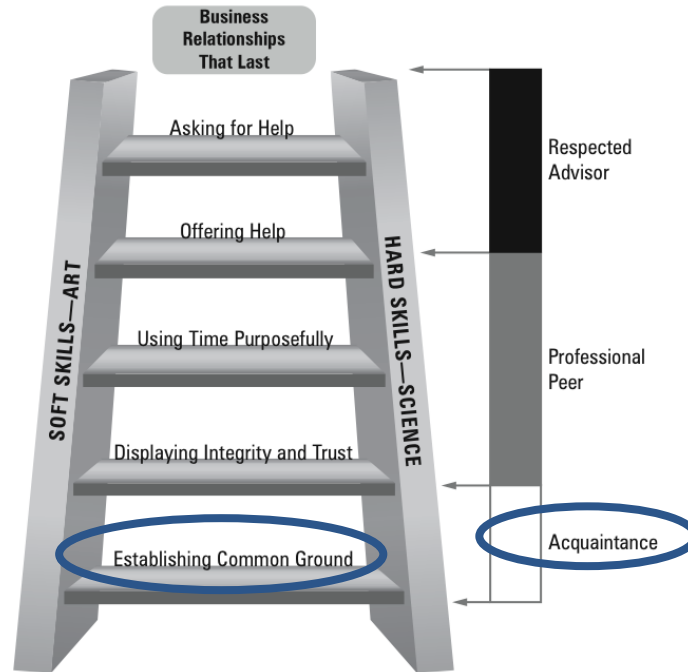 Business
Relationships
That Last
Asking for Help
Offering Help
Using Time Purposefully
Displaying Integrity and Trust
Establishing Common Ground
SOFT SKILLS—ART
HARD SKILLS—SCIENCE
Respected
Advisor
Professional
Peer
Acquaintance